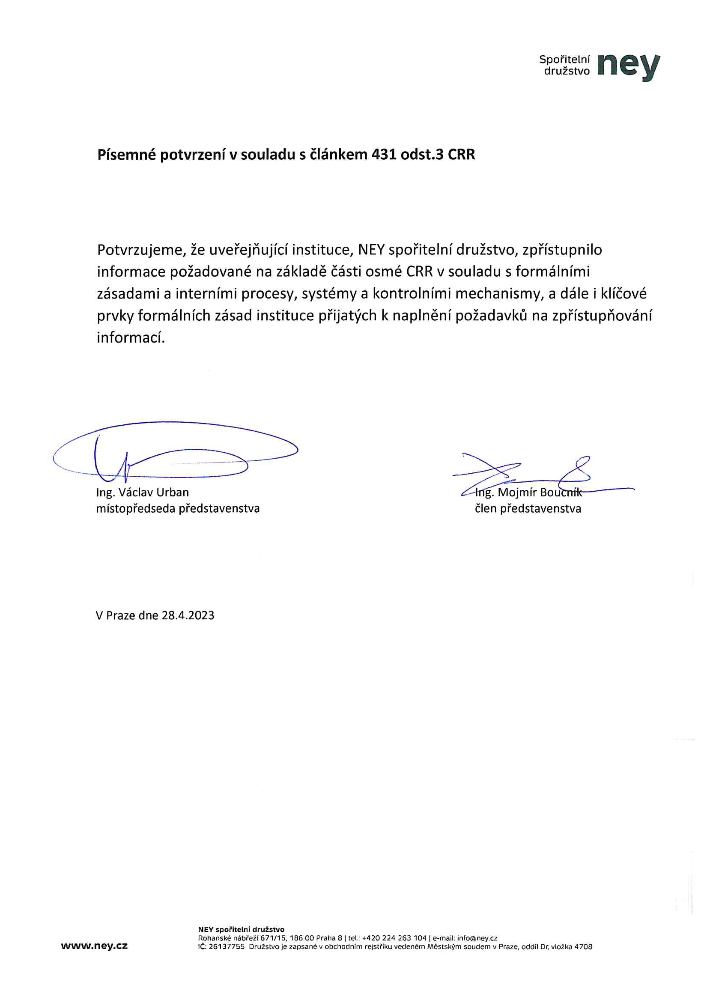 Spořitelní
družstvo
ney
Písemné potvrzení v souladu s článkem 431 odst.3 CRR
Potvrzujeme, že uveřejňující instituce, NEY spořitelní družstvo, zpřístupnilo
informace požadované na základě části osmé CRR v souladu s formálními
zásadami a interními procesy, systémy a kontrolními mechanismy, a dále i klíčové
prvky formálních zásad instituce přijatých k naplnění požadavků na zpřístupňování
informací.
Ing. Václav Urban
místopředseda představenstva
Ing. Mojmír Boucník
člen představenstva
V Praze dne 28.4.2023
www.ney.cz
NEY spořitelní družstvo
Rohanské nábřeží 671/15, 186 00 Praha 8 | tel.: +420 224 263 104 | e-mail: info@ney.cz
IČ: 26137755 Družstvo je zapsané v obchodním rejstříku vedeném Městským soudem v Praze, oddíl Dr, vložka 4708